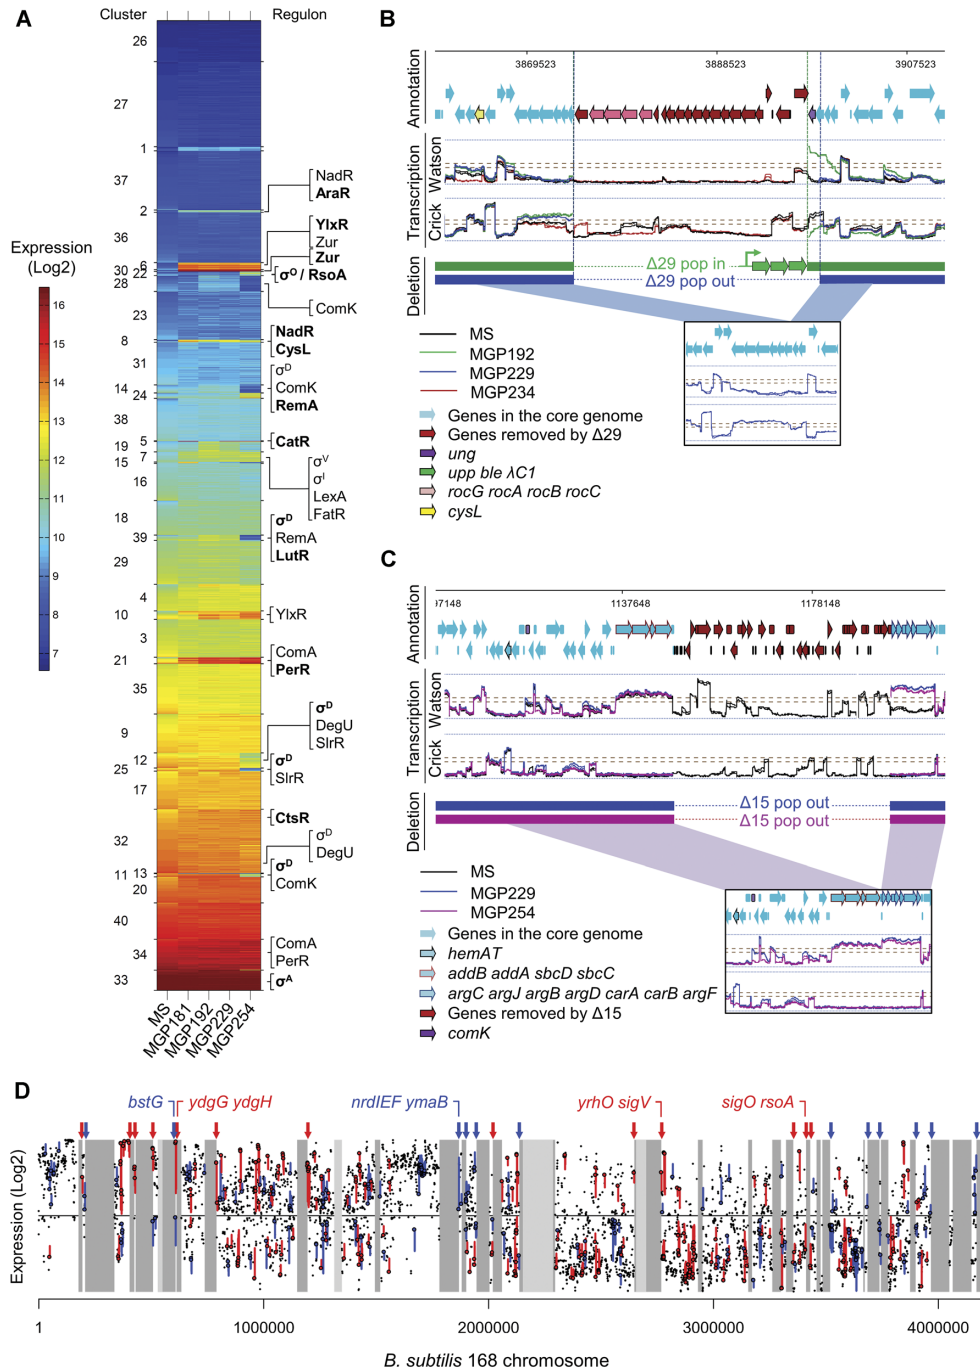 A
Cluster
Regulon
26
27
1
37
NadR
AraR
2
36
YlxR
Zur
Zur
6
30 22
28
σO / RsoA
ComK
23
8
NadR
CysL
31
σD
ComK
14
24
RemA
38
5
CatR
19
7
15
σV
σI
LexA
FatR
16
18
σD
RemA
39
LutR
29
4
10
YlxR
3
ComA
21
PerR
35
σD
DegU
SlrR
9
12
σD
25
SlrR
17
CtsR
32
σD
DegU
11 13
σD
20
ComK
40
ComA
34
PerR
33
σA
MS
MGP181
MGP192
MGP229
MGP254
Expression
(Log2)
16
15
14
13
12
11
10
9
8
7
B
3869523
3888523
3907523
Annotation
Transcription
Watson
Crick
Deletion
Δ29 pop in
Δ29 pop out
MS
MGP192
MGP229
MGP234
Genes in the core genome
Genes removed by Δ29
ung
upp ble λC1
rocG rocA rocB rocC
cysL
C
?7148
1137648
1178148
Annotation
Transcription
Watson
Crick
Deletion
Δ15 pop out
Δ15 pop out
MS
MGP229
MGP254
Genes in the core genome
hemAT
addB addA sbcD sbcC
argC argJ argB argD carA carB argF
Genes removed by Δ15
comK
D
bstG
ydgG ydgH
nrdIEF ymaB
yrhO sigV
sigO rsoA
Expression (Log2)
1
1000000
2000000
3000000
4000000
B. subtilis 168 chromosome